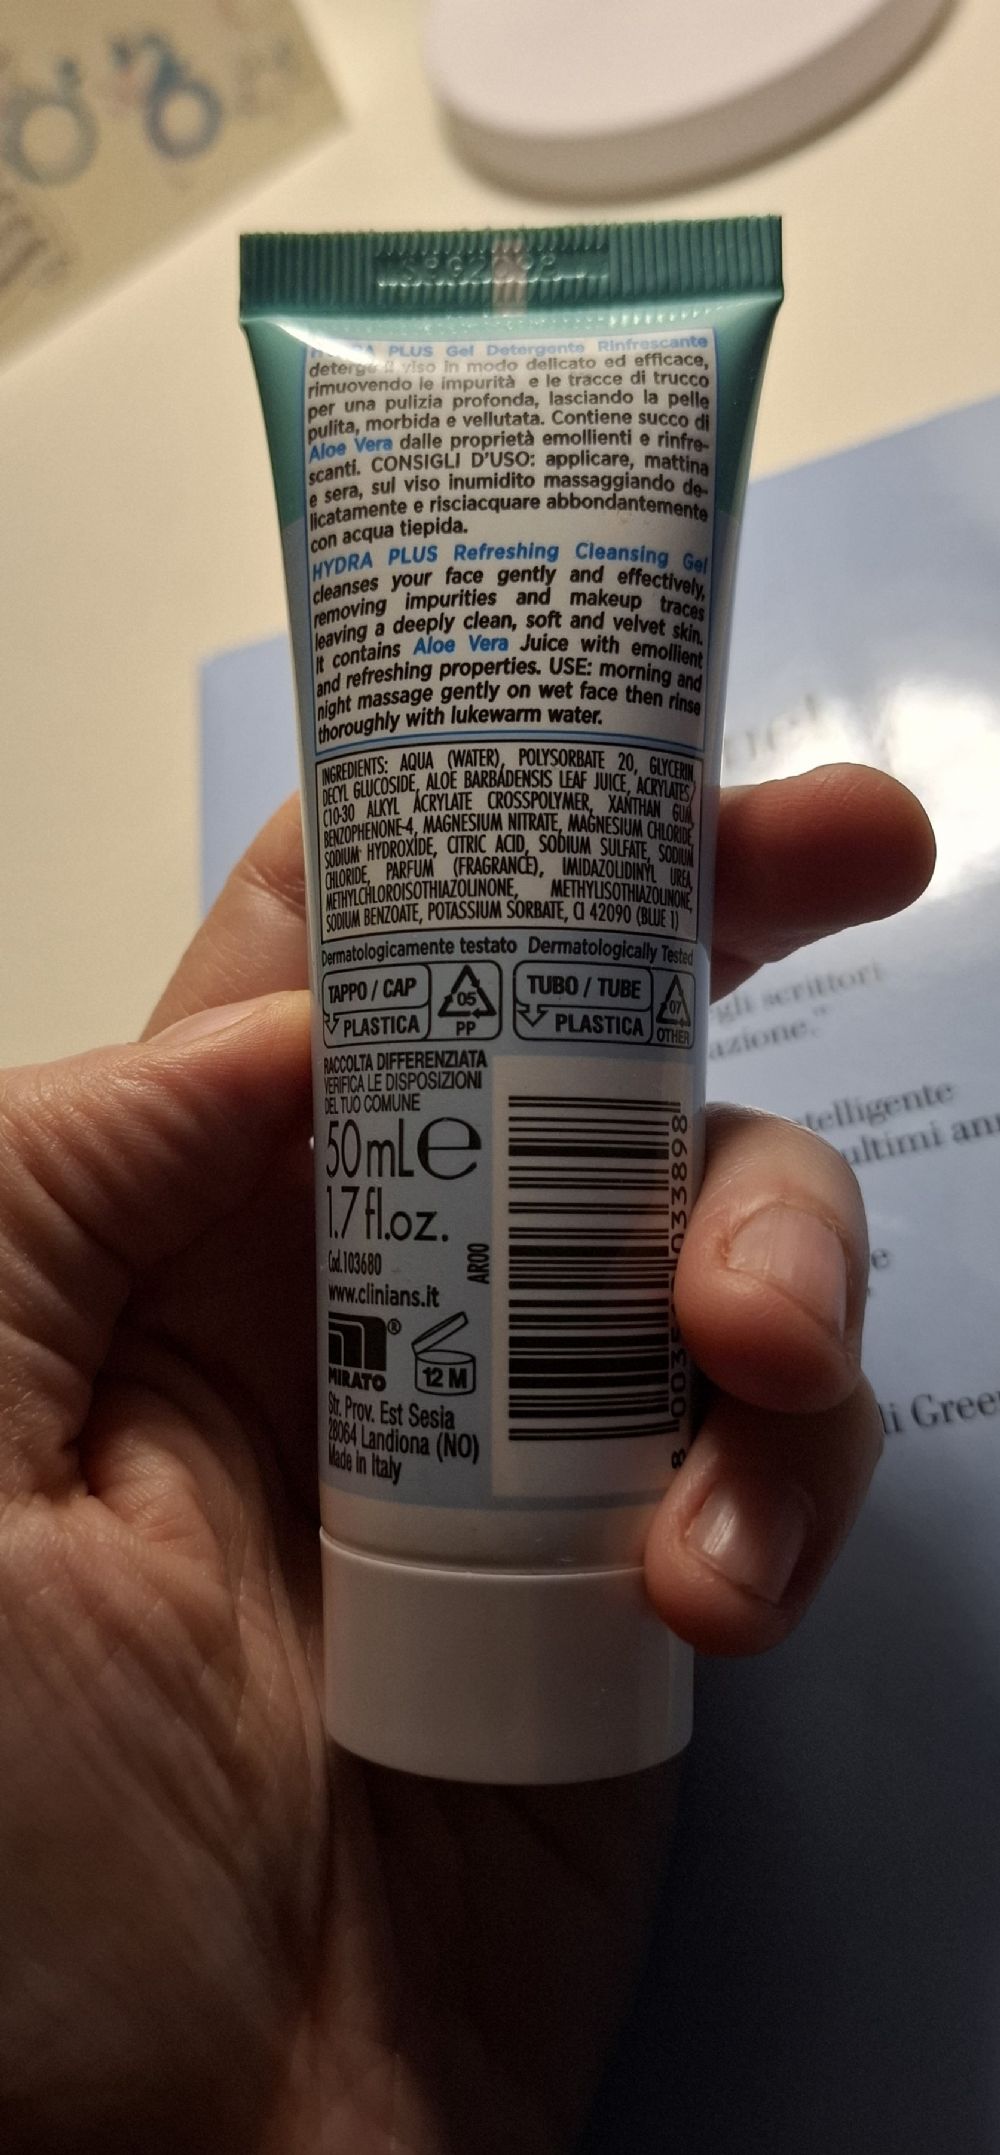 PLUS Gel Detergente Rinfrescante
deterge il viso in modo delicato ed efficace,
rimuovendo le impurità e le tracce di trucco
per una pulizia profonda, lasciando la pelle
pulita, morbida e vellutata. Contiene succo di
Aloe Vera dalle proprietà emollienti e rinfre-
scanti. CONSIGLI D'USO: applicare, mattina
e sera, sul viso inumidito massaggiando de-
licatamente e risciacquare abbondantemente
con acqua tiepida.
HYDRA PLUS Refreshing Cleansing Gel
cleanses your face gently and effectively,
removing impurities and makeup traces
leaving a deeply clean, soft and velvet skin.
It contains Aloe Vera Juice with emollient
and refreshing properties. USE: morning and
night massage gently on wet face then rinse
thoroughly with lukewarm water.
INGREDIENTS: AQUA (WATER), POLYSORBATE 20, GLYCERIN,
DECYL GLUCOSIDE, ALOE BARBADENSIS LEAF JUICE, ACRYLATES/
C10-30 ALKYL ACRYLATE CROSSPOLYMER, XANTHAN GUM,
BENZOPHENONE-4, MAGNESIUM NITRATE, MAGNESIUM CHLORIDE,
SODIUM HYDROXIDE, CITRIC ACID, SODIUM SULFATE, SODIUM
CHLORIDE, PARFUM (FRAGRANCE), IMIDAZOLIDINYL UREA,
METHYLCHLOROISOTHIAZOLINONE, METHYLISOTHIAZOLINONE,
SODIUM BENZOATE, POTASSIUM SORBATE, CI 42090 (BLUE 1)
Dermatologicamente testato Dermatologically Tested
TAPPO / CAP
PLASTICA
05
PP
TUBO / TUBE
PLASTICA
07
OTHER
RACCOLTA DIFFERENZIATA
VERIFICA LE DISPOSIZIONI
DEL TUO COMUNE
50 mL e
1.7 fl.oz.
Cod.103680
AR00
www.clinians.it
MIRATO ®
12 M
Str. Prov. Est Sesia
28064 Landiona (NO)
Made in Italy
033898
gli scrittori
azione."
telligente
ultimi
e
li